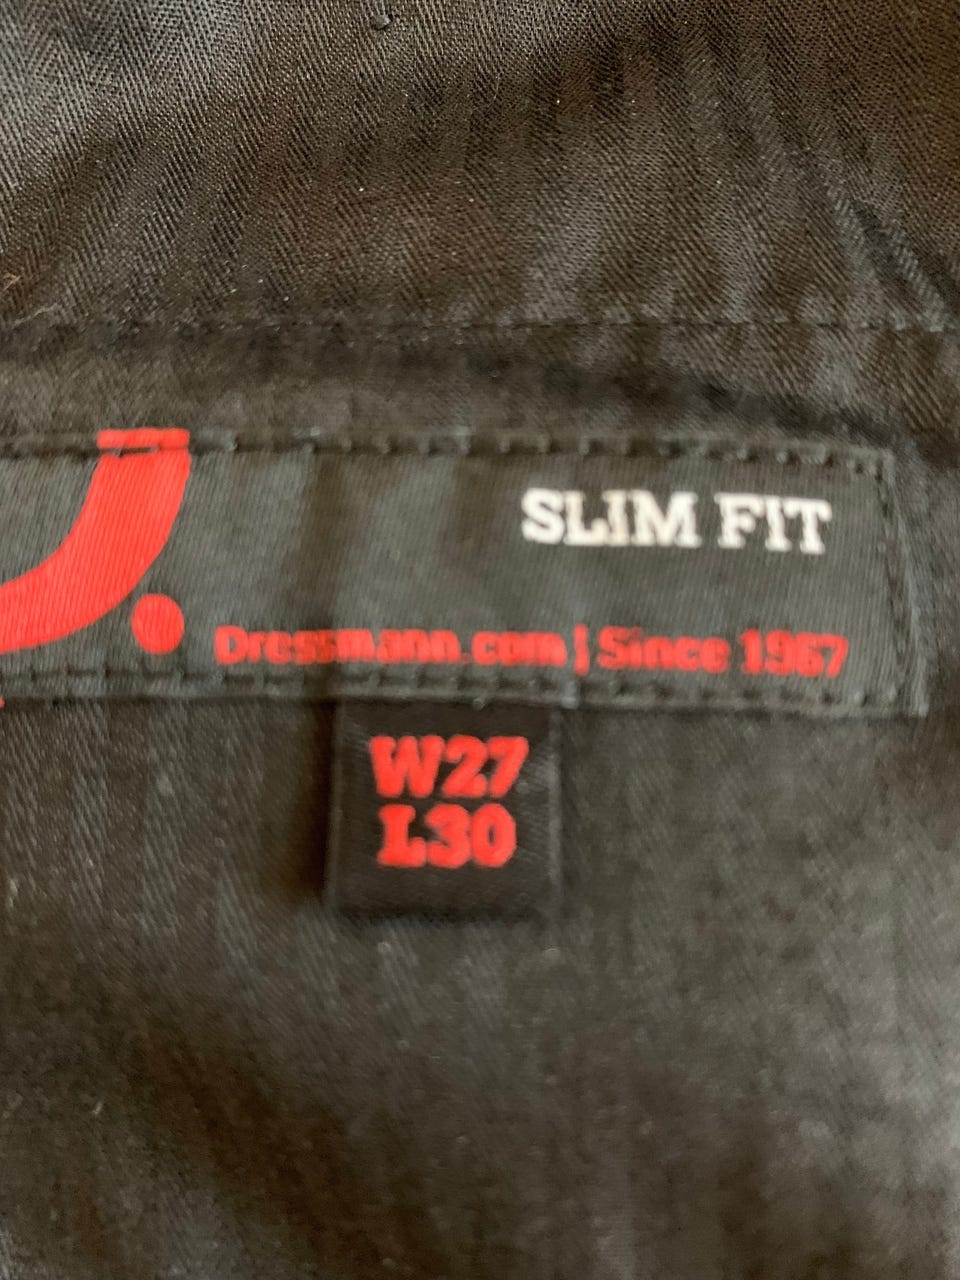 SLIM FIT
Dressmann.com | Since 1967
W27
L30